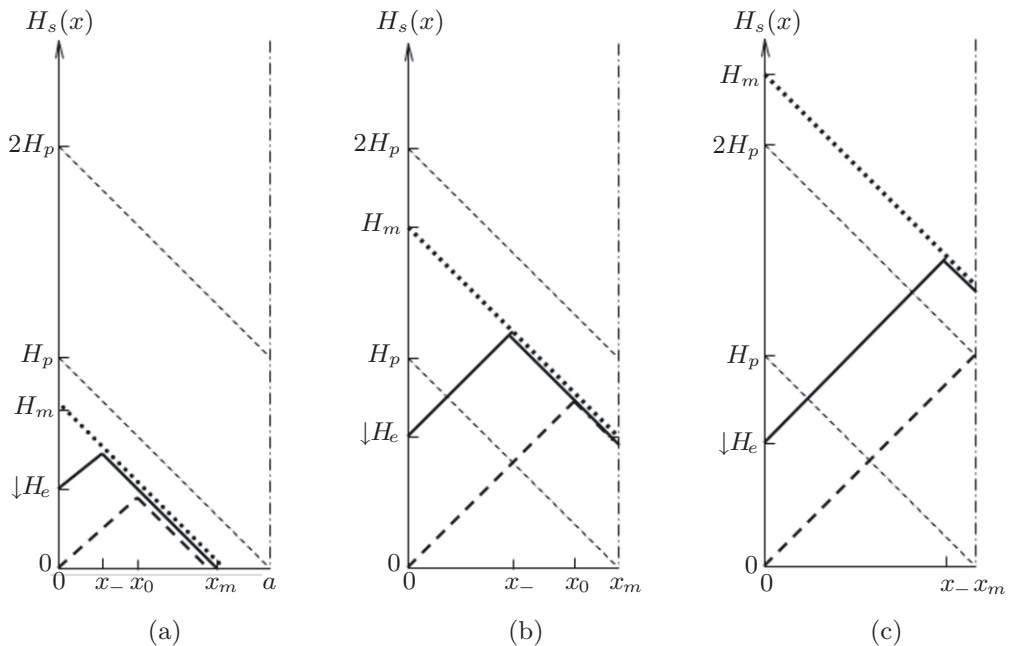 H_s(x)
2H_p
H_p
H_m
↓H_e
0
0 x_− x_0 x_m a
(a)
H_s(x)
2H_p
H_m
H_p
↓H_e
0
0 x_− x_0 x_m
(b)
H_s(x)
H_m
2H_p
H_p
↓H_e
0
0 x_− x_m
(c)